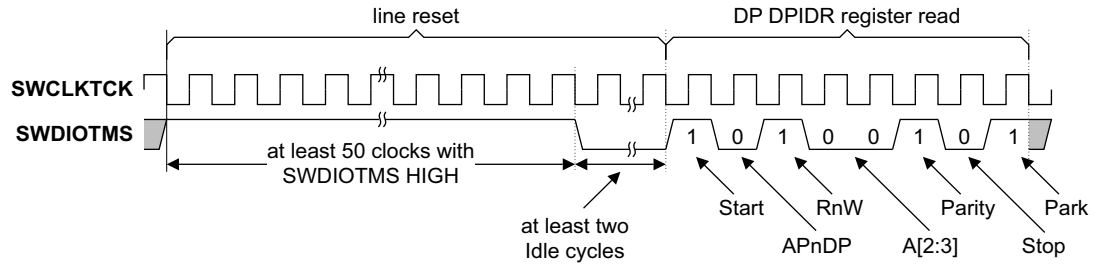 line reset
DP DPIDR register read
SWCLKTCK
SWDIOTMS
1 0 1 0 0 1 0 1
at least 50 clocks with
SWDIOTMS HIGH
at least two
Idle cycles
Start
RnW
Parity
Park
APnDP
A[2:3]
Stop